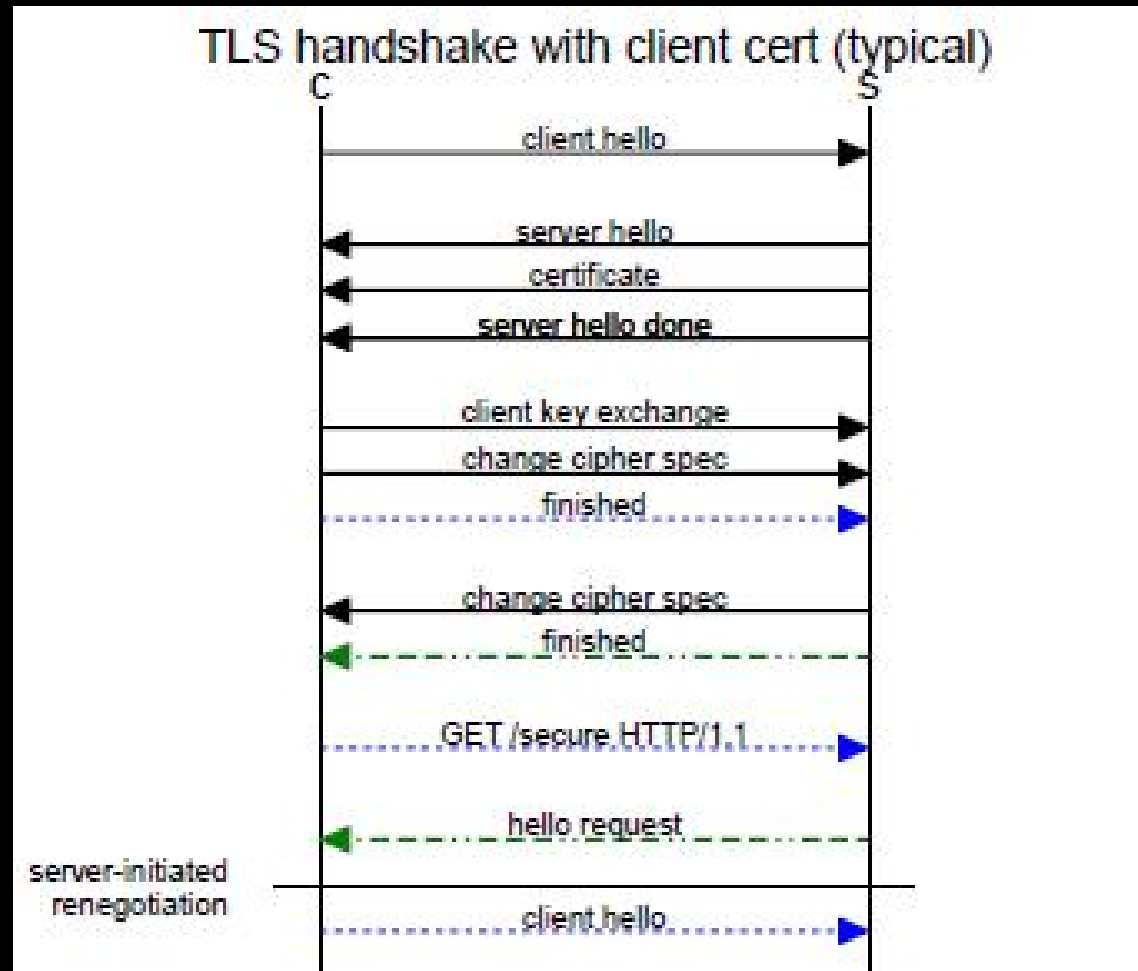 TLS handshake with client cert (typical)
C S
client hello
server hello
certificate
server hello done
client key exchange
change cipher spec
finished
change cipher spec
finished
GET /secure HTTP/1.1
hello request
server-initiated
renegotiation
client hello